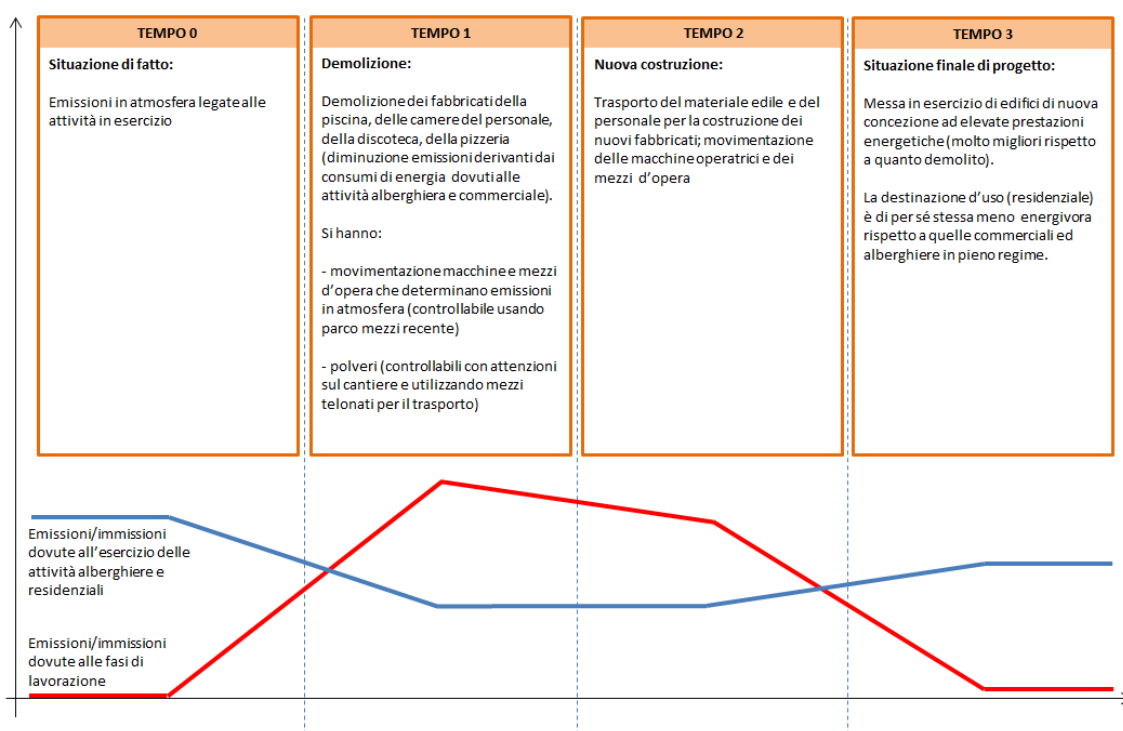 TEMPO 0
Situazione di fatto:
Emissioni in atmosfera legate alle
attività in esercizio
TEMPO 1
Demolizione:
Demolizione dei fabbricati della
piscina, delle camere del personale,
della discoteca, della pizzeria
(diminuzione emissioni derivanti dai
consumi di energia dovuti alle
attività alberghiera e commerciale).
Si hanno:
- movimentazione macchine e mezzi
d'opera che determinano emissioni
in atmosfera (controllabile usando
parco mezzi recente)
- polveri (controllabili con attenzioni
sul cantiere e utilizzando mezzi
telonati per il trasporto)
TEMPO 2
Nuova costruzione:
Trasporto del materiale edile e del
personale per la costruzione dei
nuovi fabbricati; movimentazione
delle macchine operatrici e dei
mezzi d'opera
TEMPO 3
Situazione finale di progetto:
Messa in esercizio di edifici di nuova
concezione ad elevate prestazioni
energetiche (molto migliori rispetto
a quanto demolito).
La destinazione d'uso (residenziale)
è di per sé stessa meno energivora
rispetto a quelle commerciali ed
alberghiere in pieno regime.
Emissioni/immissioni
dovute all'esercizio delle
attività alberghiere e
residenziali
Emissioni/immissioni
dovute alle fasi di
lavorazione